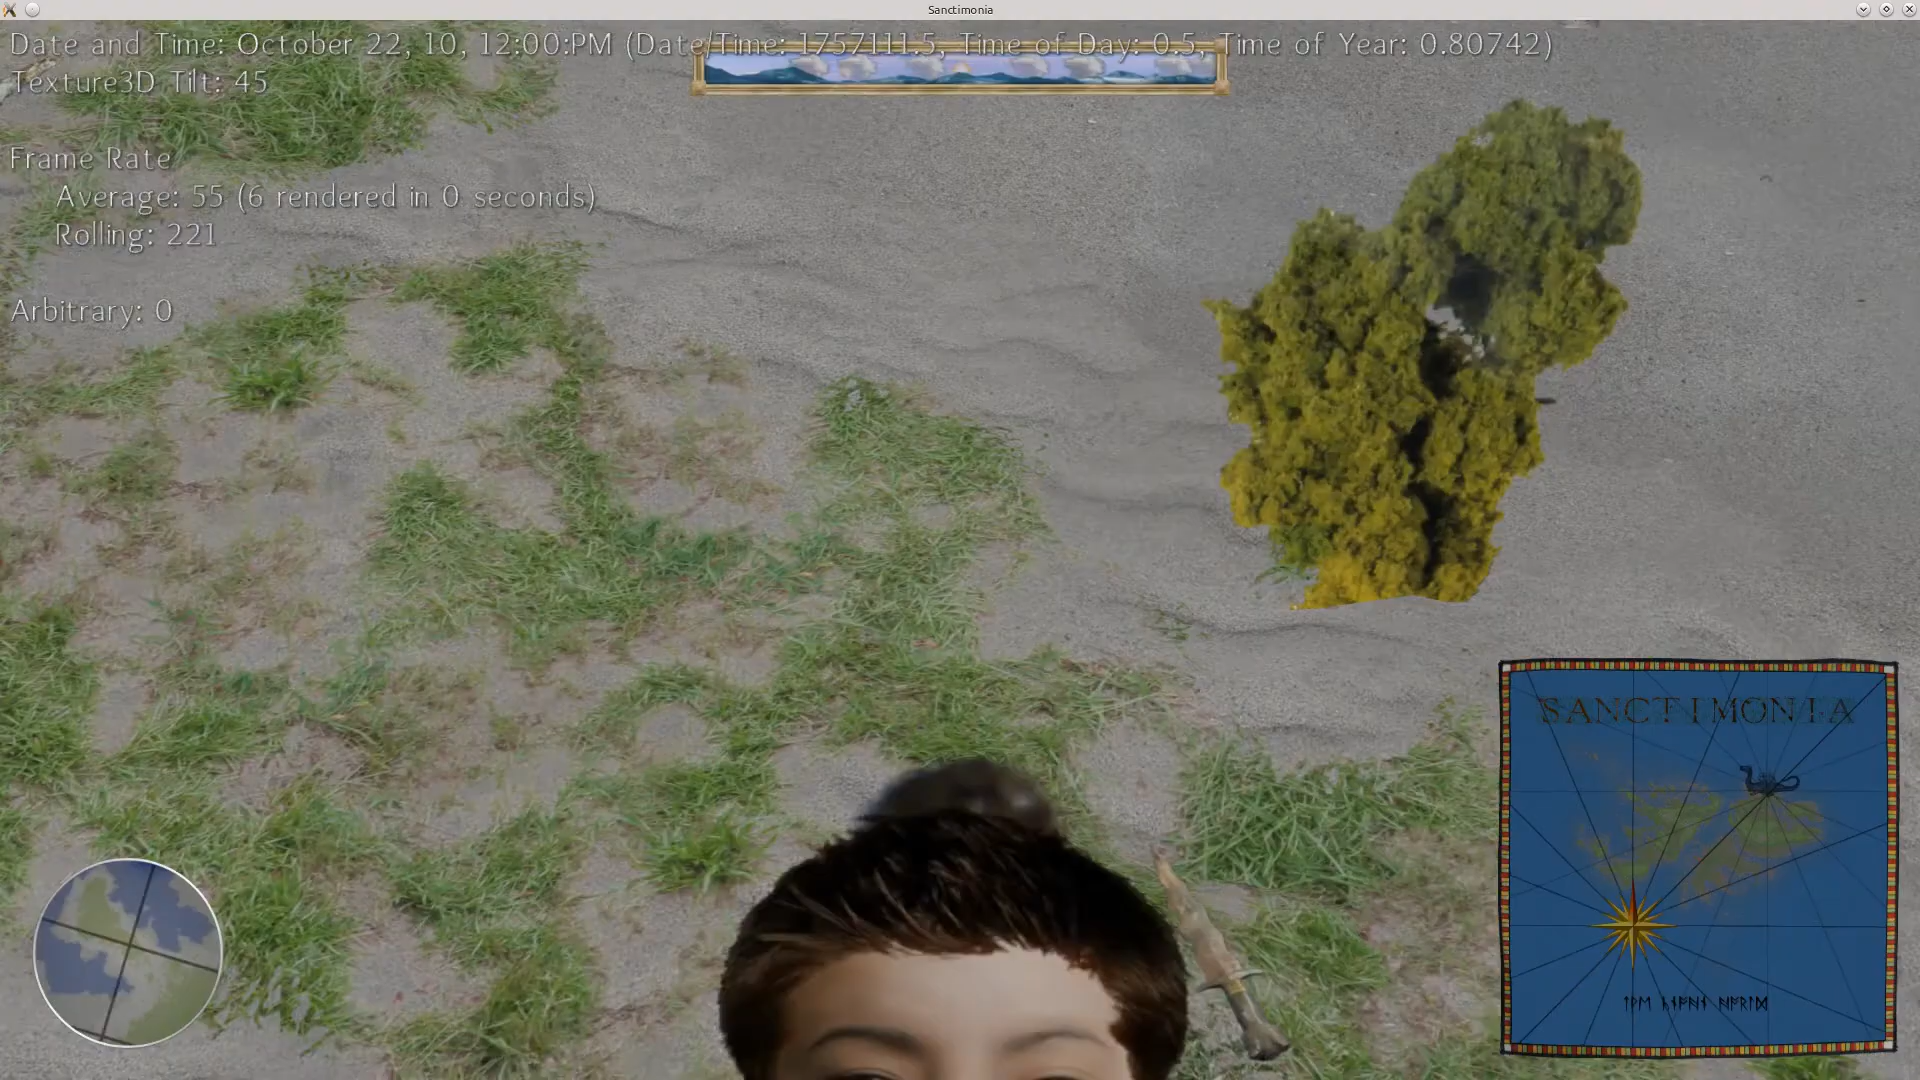 Sanctimonia
Date and Time: October 22, 10, 12:00:PM (Date/Time: 1757111.5, Time of Day: 0.5, Time of Year: 0.80742)
Texture3D Tilt: 45
Frame Rate
Average: 55 (6 rendered in 0 seconds)
Rolling: 221
Arbitrary: 0
SANCTIMONIA